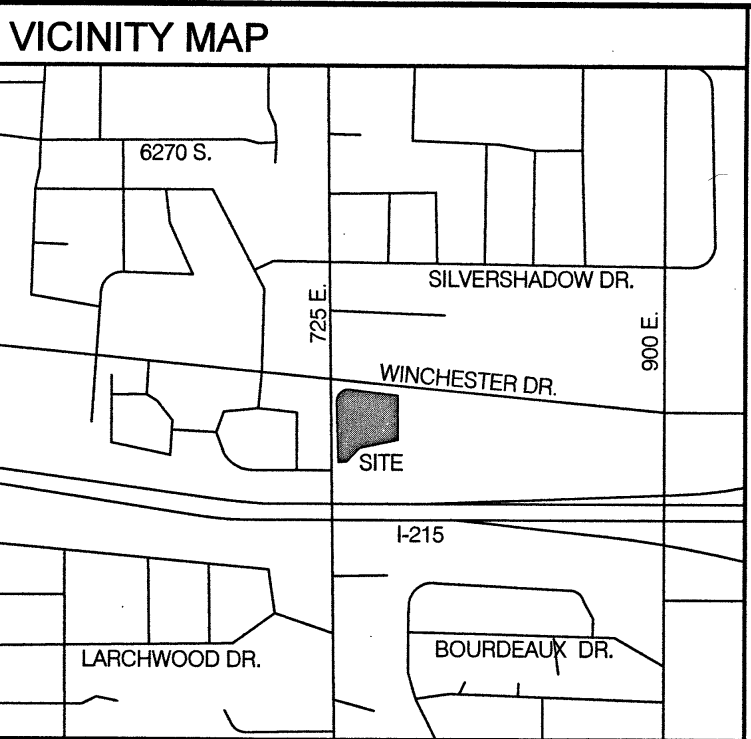 VICINITY MAP
6270 S.
SILVERSHADOW DR.
725 E.
900 E.
WINCHESTER DR.
SITE
I-215
LARCHWOOD DR.
BOURDEAUX DR.